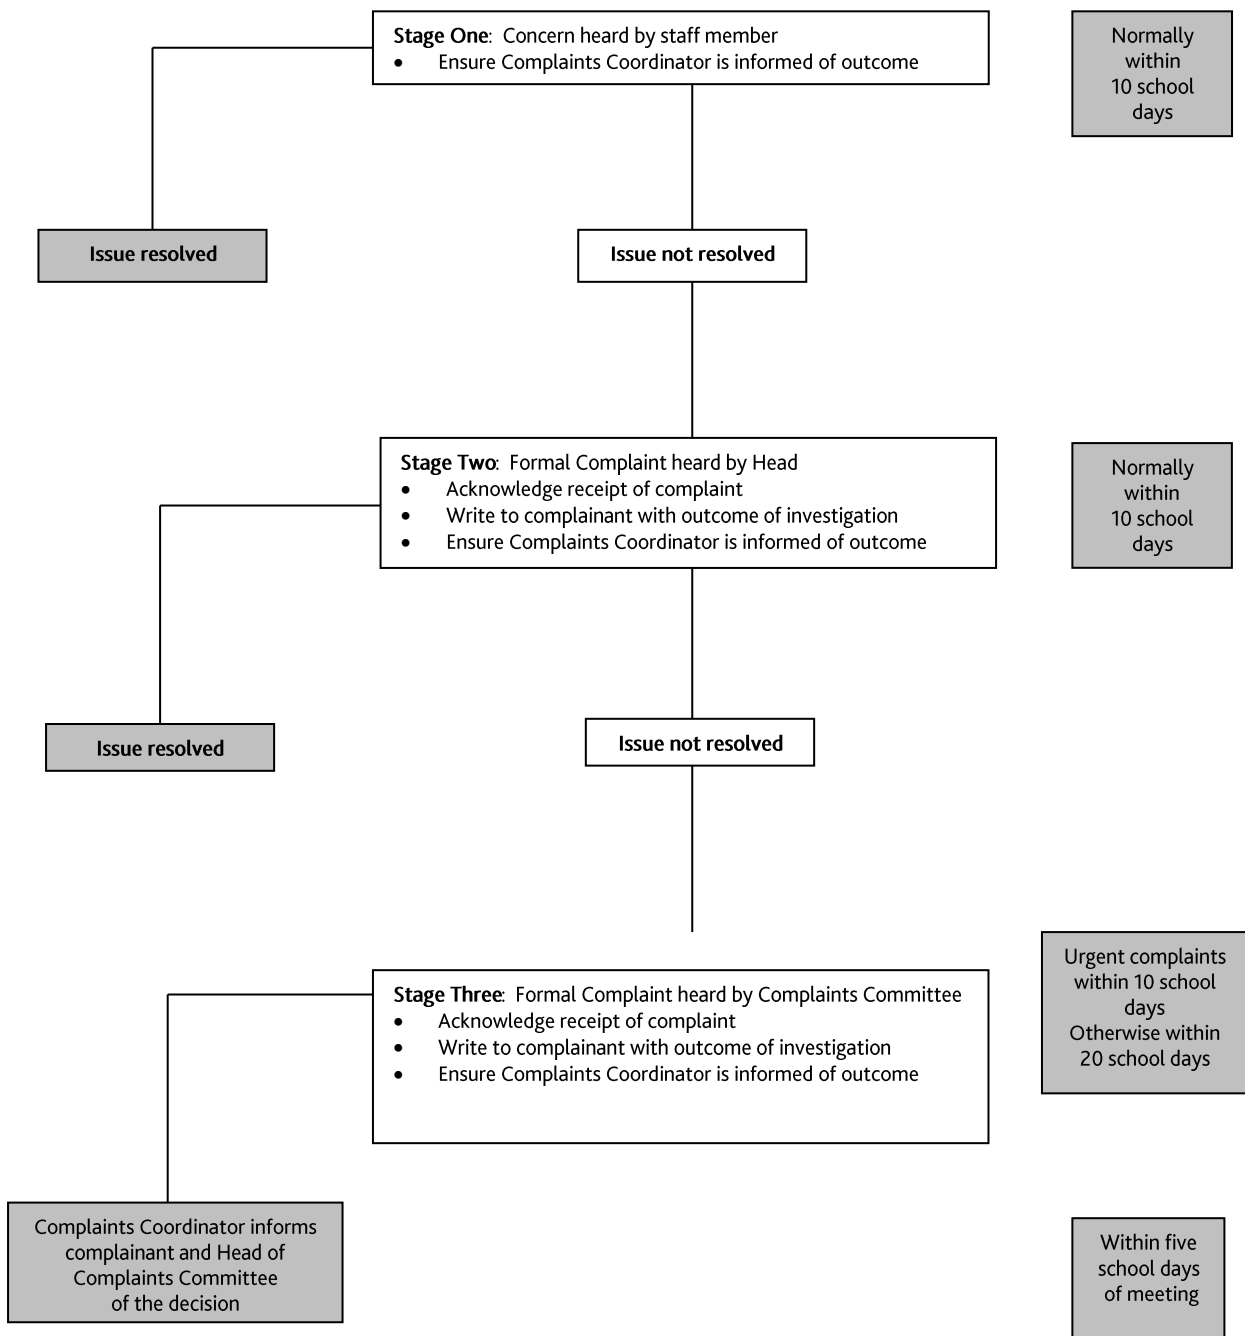 Stage One: Concern heard by staff member
• Ensure Complaints Coordinator is informed of outcome
Normally
within
10 school
days
Issue resolved
Issue not resolved
Stage Two: Formal Complaint heard by Head
• Acknowledge receipt of complaint
• Write to complainant with outcome of investigation
• Ensure Complaints Coordinator is informed of outcome
Normally
within
10 school
days
Issue resolved
Issue not resolved
Stage Three: Formal Complaint heard by Complaints Committee
• Acknowledge receipt of complaint
• Write to complainant with outcome of investigation
• Ensure Complaints Coordinator is informed of outcome
Urgent complaints
within 10 school
days
Otherwise within
20 school days
Complaints Coordinator informs
complainant and Head of
Complaints Committee
of the decision
Within five
school days
of meeting